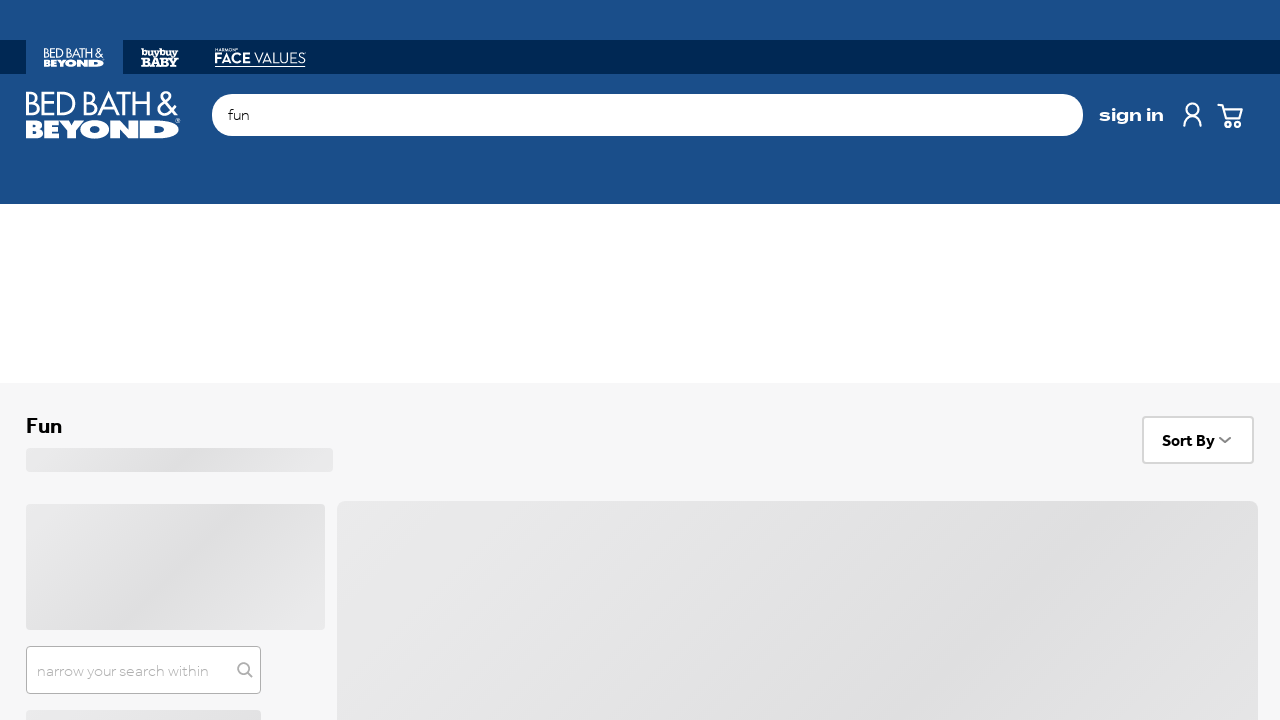 BED BATH &
BEYOND
buybuy
BABY
HARMON
FACE VALUES
BED BATH &
BEYOND®
fun
sign in
Fun
Sort By
narrow your search within